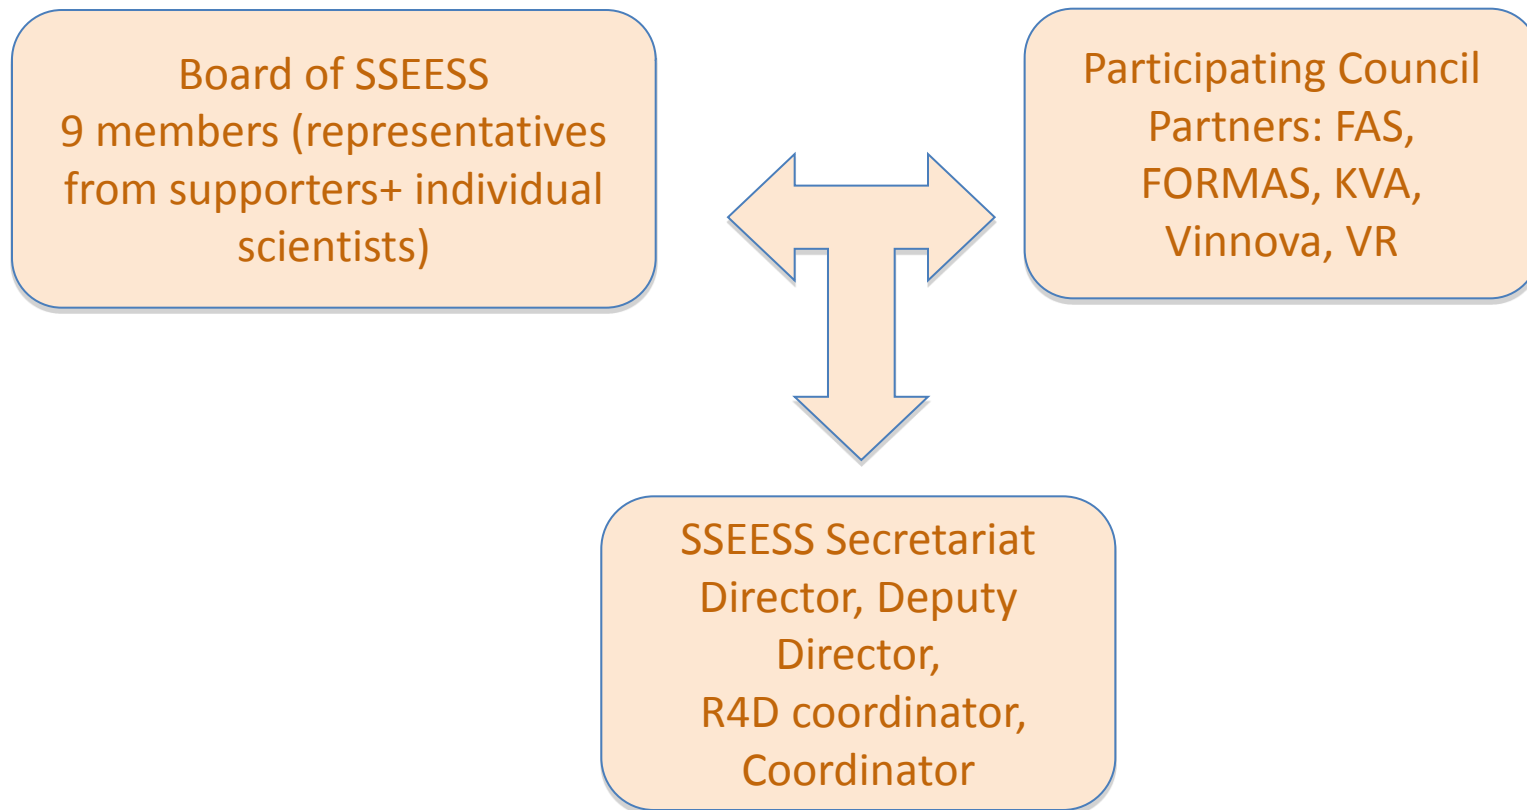 Board of SSEESS
9 members (representatives
from supporters+ individual
scientists)
Participating Council
Partners: FAS,
FORMAS, KVA,
Vinnova, VR
SSEESS Secretariat
Director, Deputy
Director,
R4D coordinator,
Coordinator